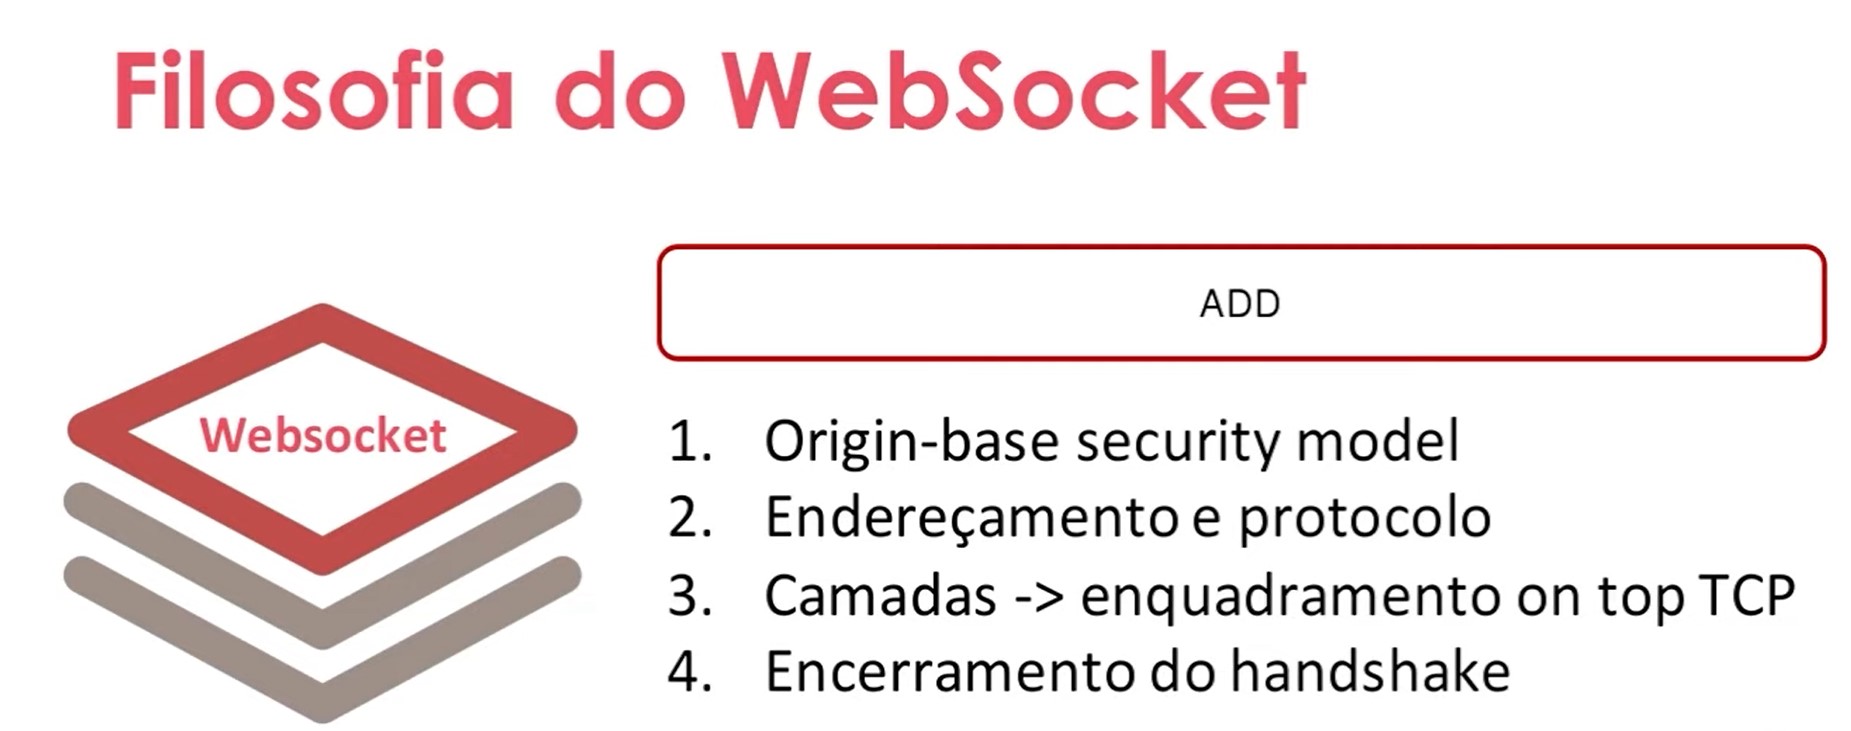 Filosofia do WebSocket
ADD
Websocket
1. Origin-base security model
2. Endereçamento e protocolo
3. Camadas -> enquadramento on top TCP
4. Encerramento do handshake